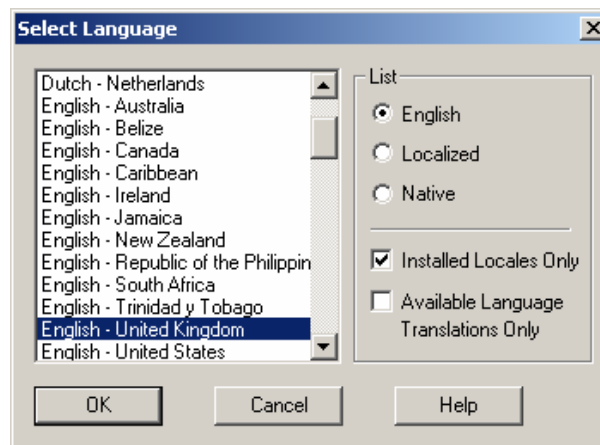 Select Language
Dutch - Netherlands
English - Australia
English - Belize
English - Canada
English - Caribbean
English - Ireland
English - Jamaica
English - New Zealand
English - Republic of the Philippin
English - South Africa
English - Trinidad y Tobago
English - United Kingdom
English - United States
List
English
Localized
Native
Installed Locales Only
Available Language
Translations Only
OK
Cancel
Help